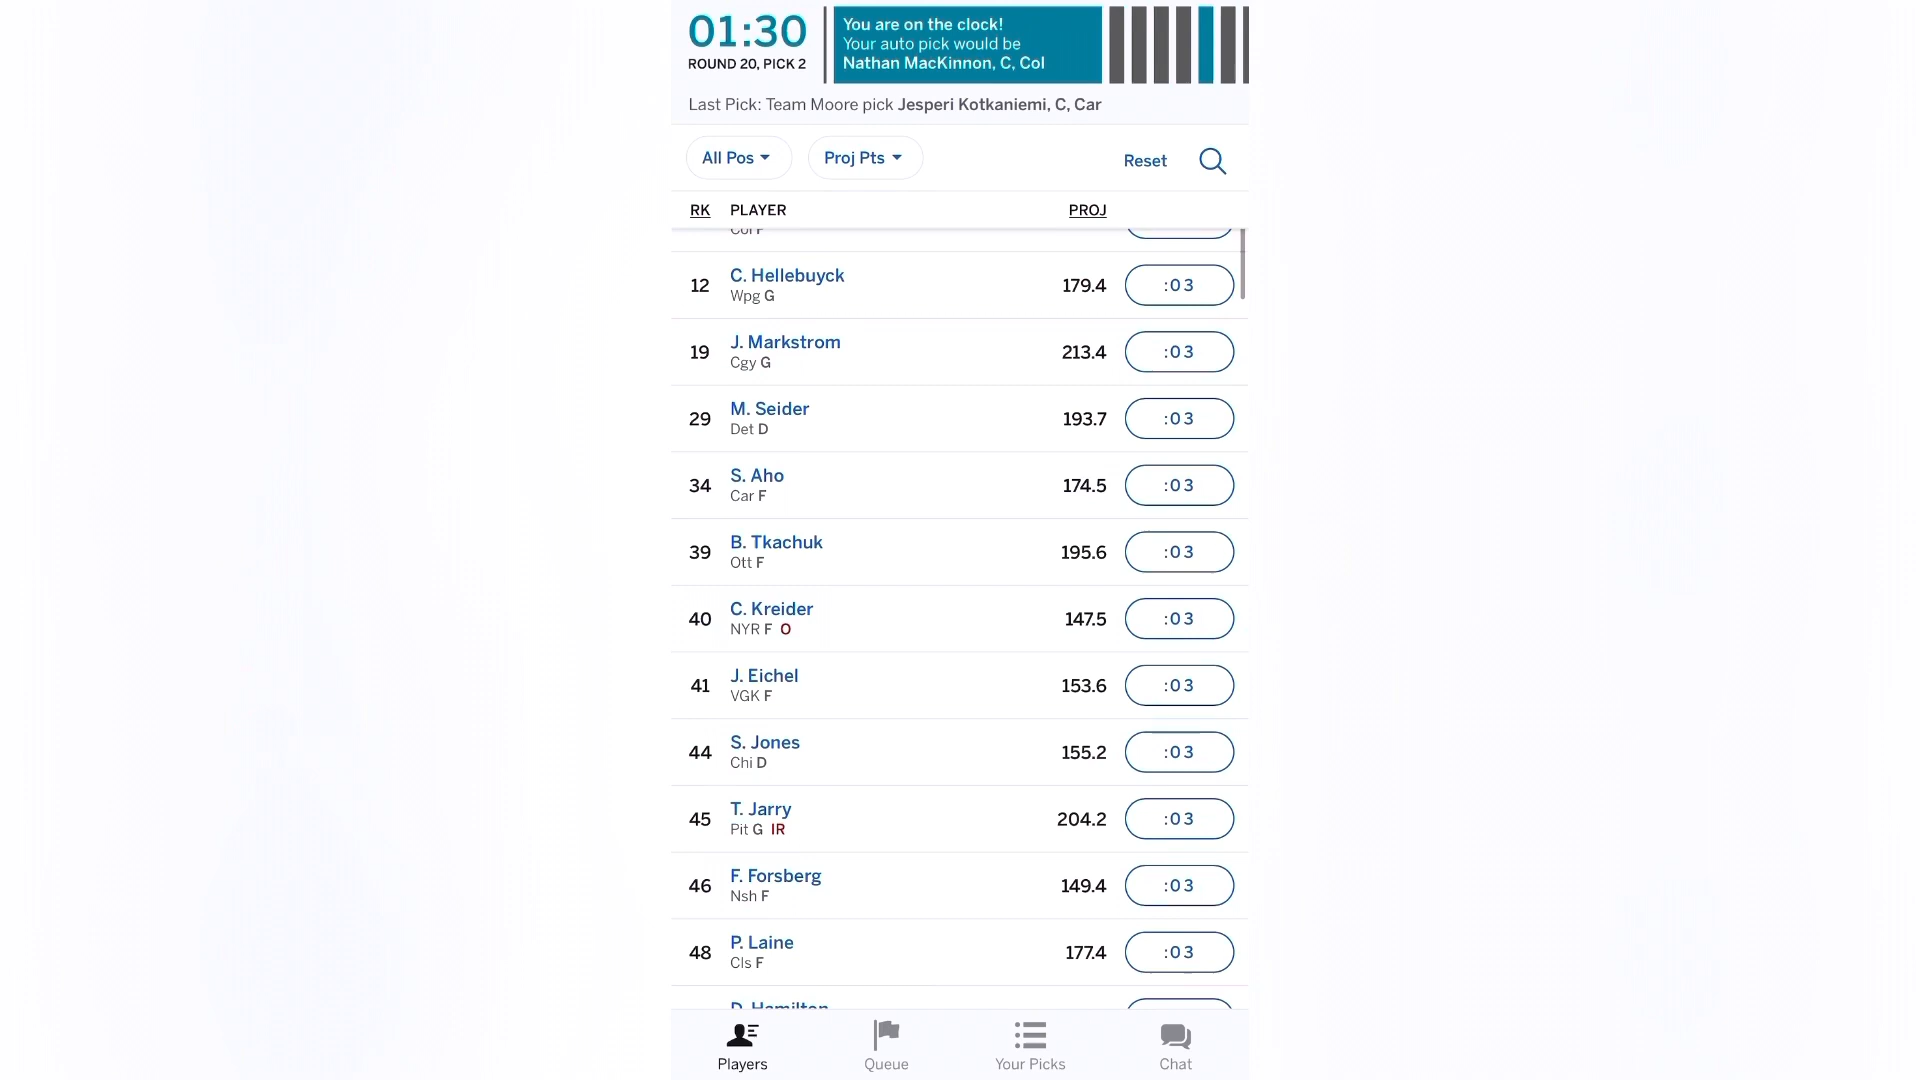 01:30
ROUND 20, PICK 2
You are on the clock!
Your auto pick would be
Nathan MacKinnon, C, Col
Last Pick: Team Moore pick Jesperi Kotkaniemi, C, Car
All Pos
Proj Pts
Reset
RK PLAYER PROJ
Col F
12 C. Hellebuyck 179.4 :03
Wpg G
19 J. Markstrom 213.4 :03
Cgy G
29 M. Seider 193.7 :03
Det D
34 S. Aho 174.5 :03
Car F
39 B. Tkachuk 195.6 :03
Ott F
40 C. Kreider 147.5 :03
NYR F O
41 J. Eichel 153.6 :03
VGK F
44 S. Jones 155.2 :03
Chi D
45 T. Jarry 204.2 :03
Pit G IR
46 F. Forsberg 149.4 :03
Nsh F
48 P. Laine 177.4 :03
Cls F
D. Hamilton
Players
Queue
Your Picks
Chat